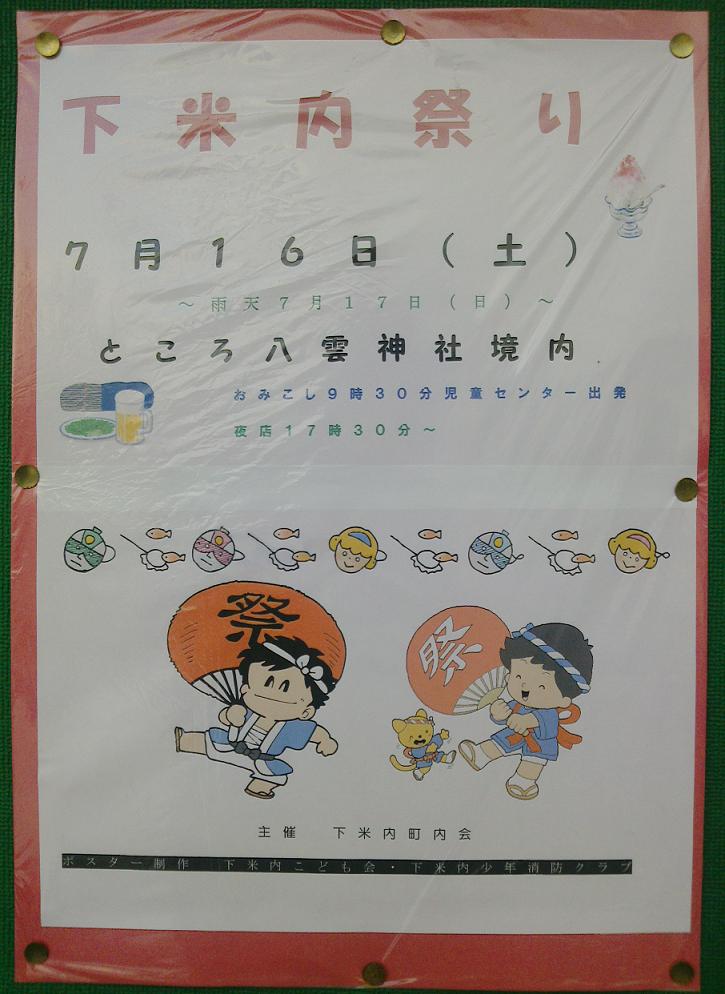 下米内祭り
7月16日(土)
～雨天7月17日(日)～
ところ八雲神社境内
おみこし9時30分児童センター出発
夜店17時30分～
祭
祭
主催 下米内町内会
ポスター制作 下米内こども会・下米内少年消防クラブ